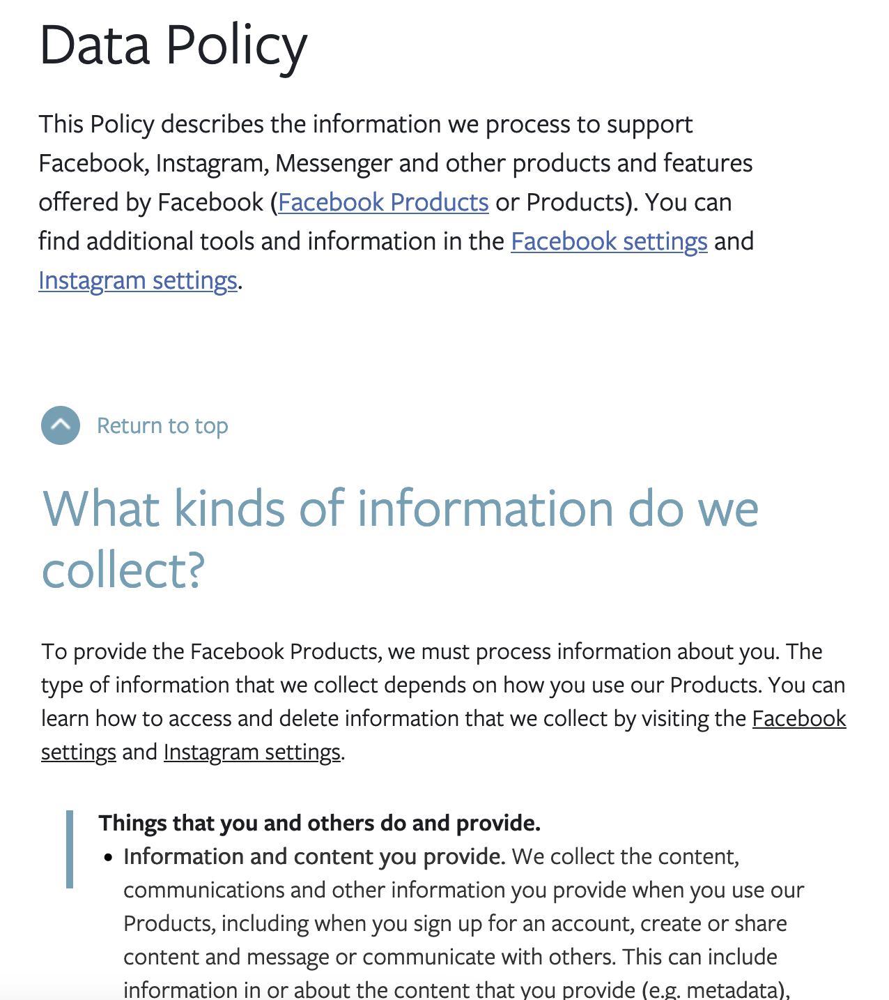 Data Policy
This Policy describes the information we process to support
Facebook, Instagram, Messenger and other products and features
offered by Facebook (Facebook Products or Products). You can
find additional tools and information in the Facebook settings and
Instagram settings.
Return to top
What kinds of information do we
collect?
To provide the Facebook Products, we must process information about you. The
type of information that we collect depends on how you use our Products. You can
learn how to access and delete information that we collect by visiting the Facebook
settings and Instagram settings.
Things that you and others do and provide.
• Information and content you provide. We collect the content,
communications and other information you provide when you use our
Products, including when you sign up for an account, create or share
content and message or communicate with others. This can include
information in or about the content that you provide (e.g. metadata),